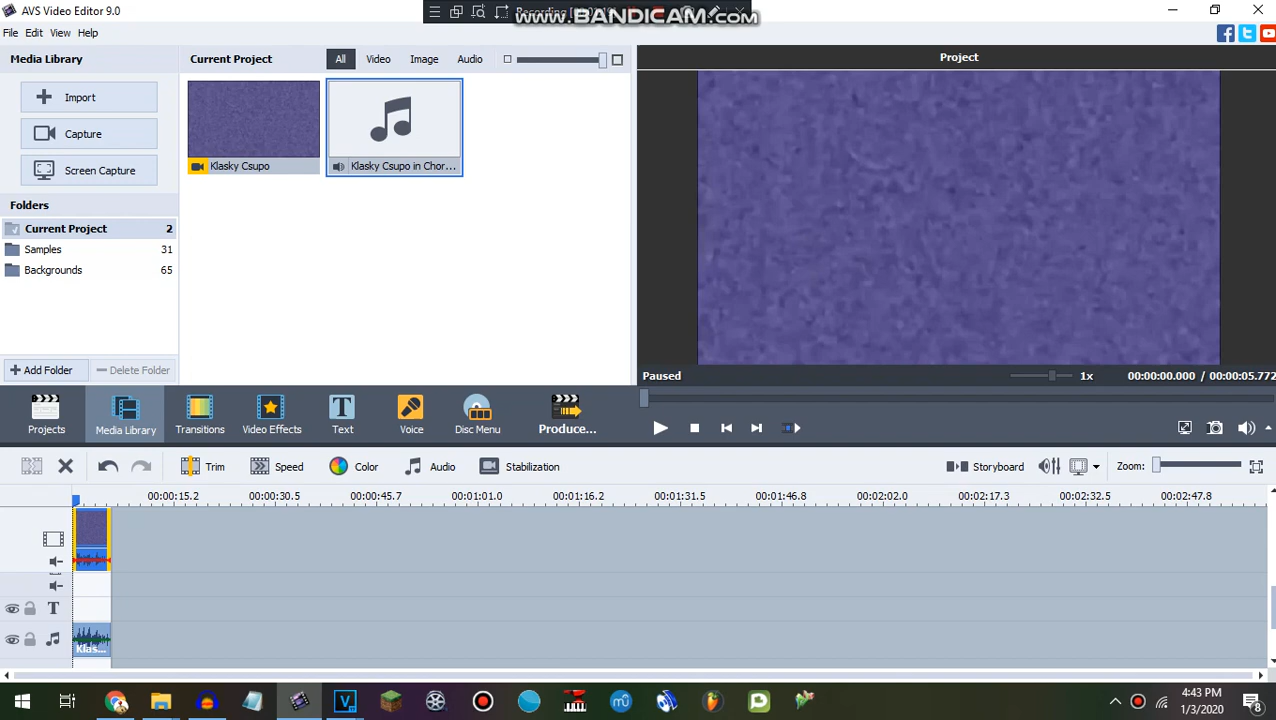 AVS Video Editor 9.0
www.BANDICAM.com
File Edit View Help
Media Library
Current Project
All Video Image Audio
Project
Import
Capture
Screen Capture
Klasky Csupo
Klasky Csupo in Chor...
Folders
Current Project 2
Samples 31
Backgrounds 65
Add Folder
Delete Folder
Paused
1x
00:00:00.000 / 00:00:05.772
Projects
Media Library
Transitions
Video Effects
Text
Voice
Disc Menu
Produce...
Trim
Speed
Color
Audio
Stabilization
Storyboard
Zoom:
00:00:15.2 00:00:30.5 00:00:45.7 00:01:01.0 00:01:16.2 00:01:31.5 00:01:46.8 00:02:02.0 00:02:17.3 00:02:32.5 00:02:47.8
T
Klas...
4:43 PM
1/3/2020
8